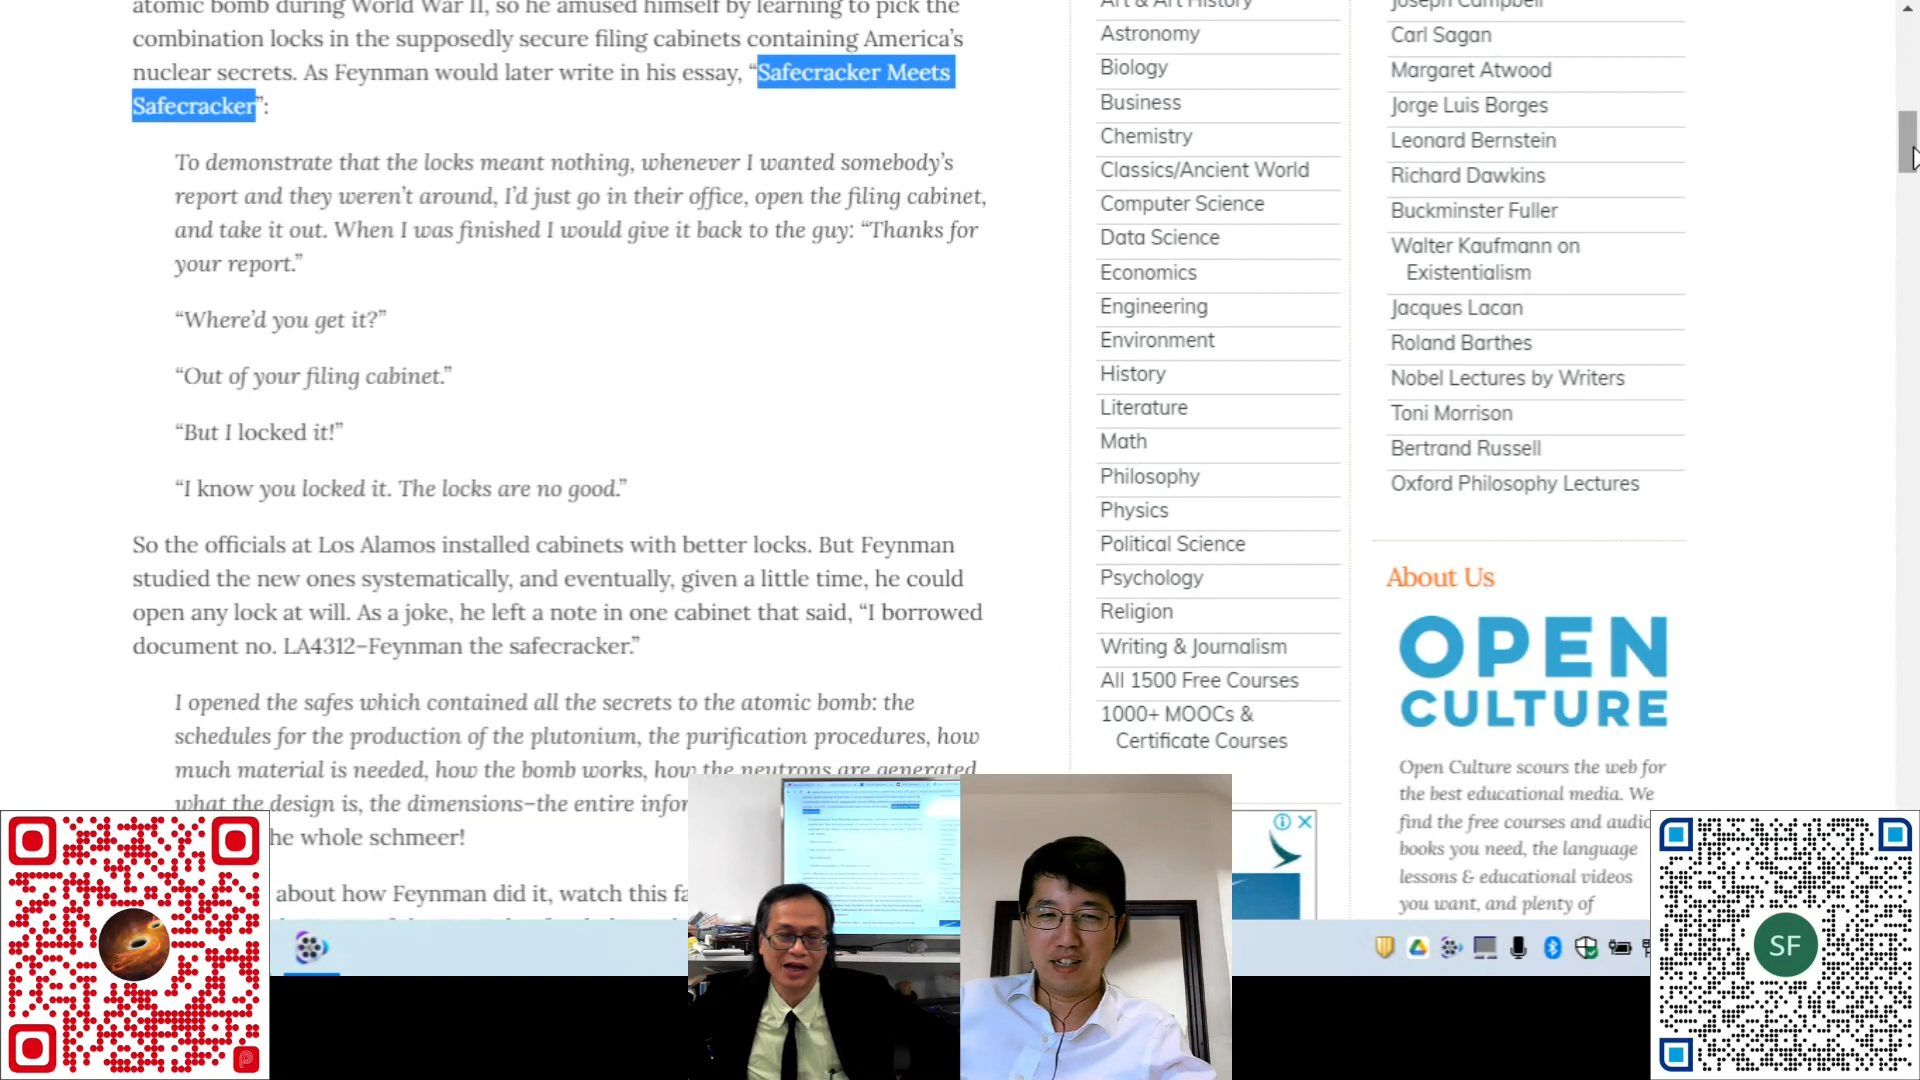 atomic bomb during World War II, so he amused himself by learning to pick the
combination locks in the supposedly secure filing cabinets containing America's
nuclear secrets. As Feynman would later write in his essay, “Safecracker Meets
Safecracker”:
To demonstrate that the locks meant nothing, whenever I wanted somebody's
report and they weren't around, I'd just go in their office, open the filing cabinet,
and take it out. When I was finished I would give it back to the guy: “Thanks for
your report.”
“Where'd you get it?”
“Out of your filing cabinet.”
“But I locked it!”
“I know you locked it. The locks are no good.”
So the officials at Los Alamos installed cabinets with better locks. But Feynman
studied the new ones systematically, and eventually, given a little time, he could
open any lock at will. As a joke, he left a note in one cabinet that said, “I borrowed
document no. LA4312–Feynman the safecracker.”
I opened the safes which contained all the secrets to the atomic bomb: the
schedules for the production of the plutonium, the purification procedures, how
much material is needed, how the bomb works, how the neutrons are generated,
what the design is, the dimensions–the entire
he whole schmeer!
about how Feynman did it, watch this
Art & Art History
Astronomy
Biology
Business
Chemistry
Classics/Ancient World
Computer Science
Data Science
Economics
Engineering
Environment
History
Literature
Math
Philosophy
Physics
Political Science
Psychology
Religion
Writing & Journalism
All 1500 Free Courses
1000+ MOOCs &
Certificate Courses
Joseph Campbell
Carl Sagan
Margaret Atwood
Jorge Luis Borges
Leonard Bernstein
Richard Dawkins
Buckminster Fuller
Walter Kaufmann on
Existentialism
Jacques Lacan
Roland Barthes
Nobel Lectures by Writers
Toni Morrison
Bertrand Russell
Oxford Philosophy Lectures
About Us
OPEN
CULTURE
Open Culture scours the web for
the best educational media. We
find the free courses and audio
books you need, the language
lessons & educational videos
you want, and plenty of
SF